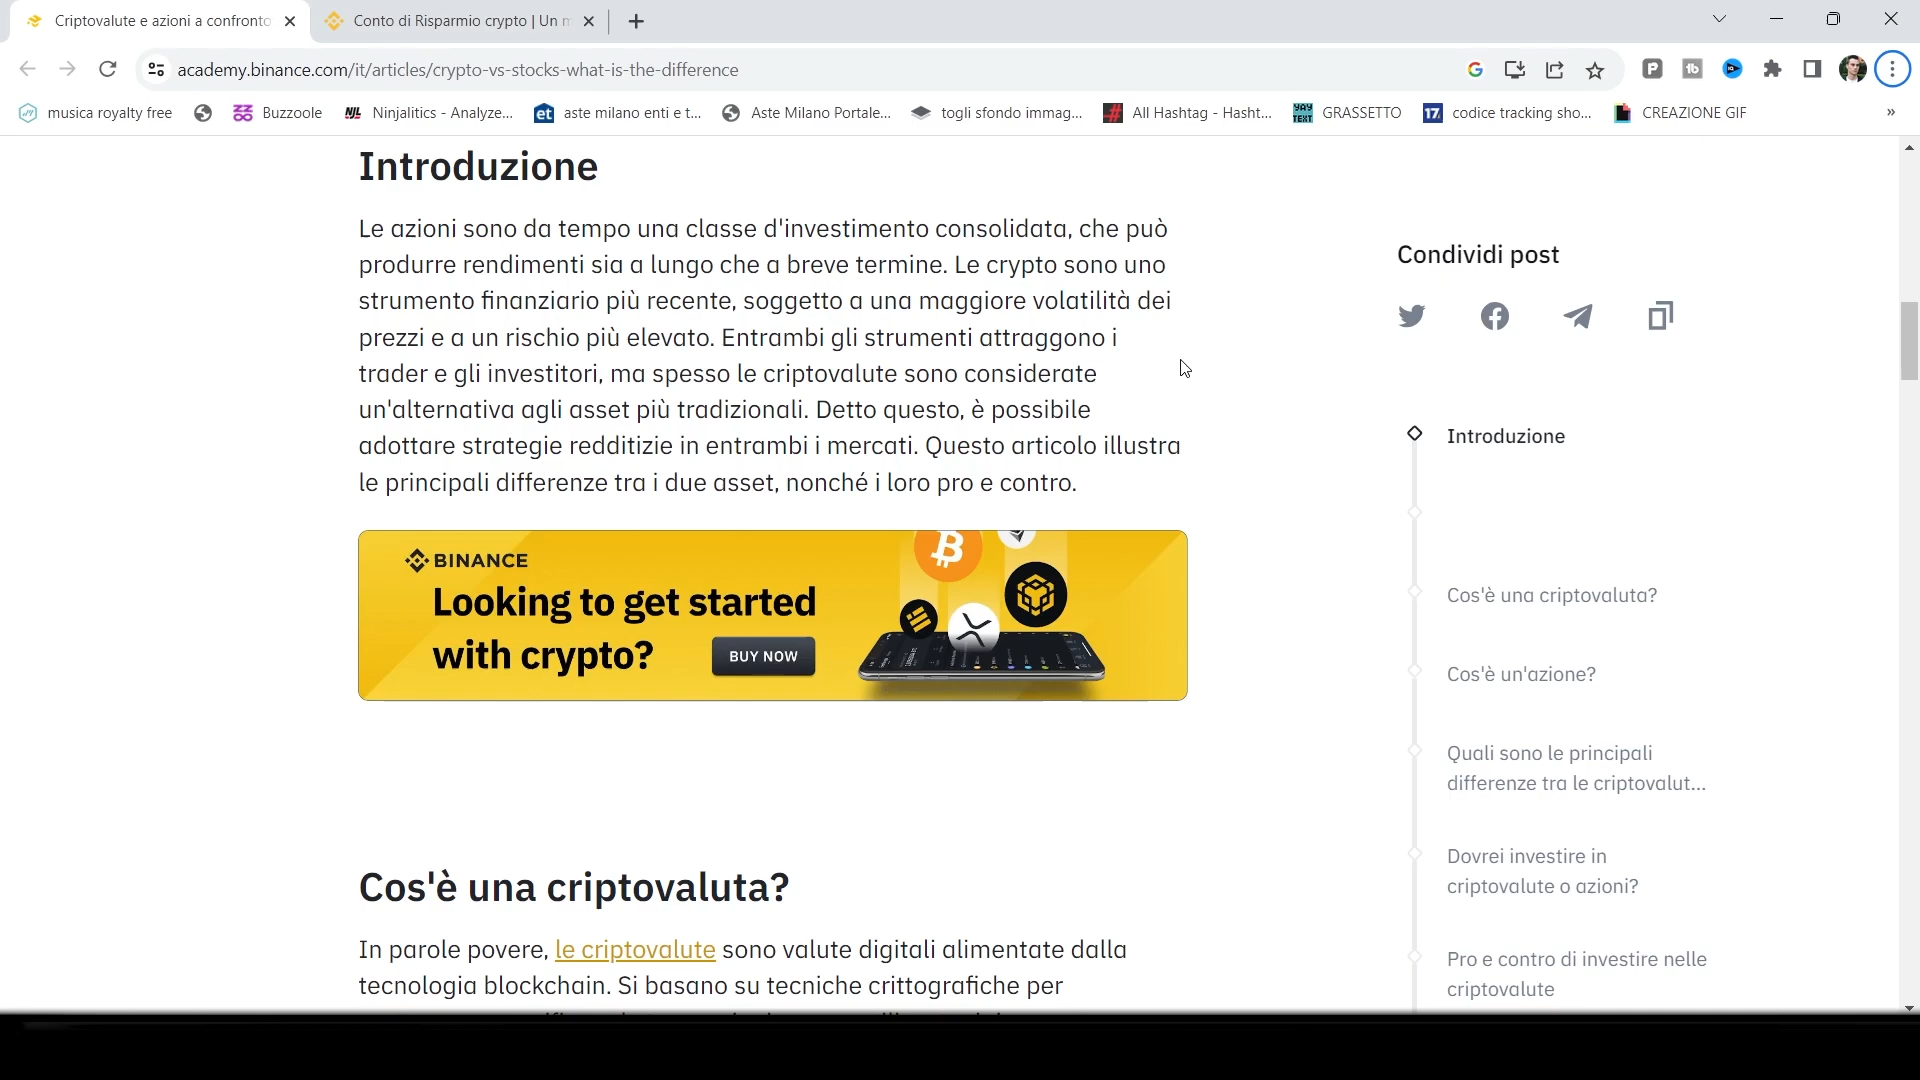 Criptovalute e azioni a confronto
Conto di Risparmio crypto | Un m
academy.binance.com/it/articles/crypto-vs-stocks-what-is-the-difference
musica royalty free
Buzzoole
Ninjalitics - Analyze...
aste milano enti e t...
Aste Milano Portale...
togli sfondo immag...
All Hashtag - Hasht...
GRASSETTO
codice tracking sho...
CREAZIONE GIF
Introduzione
Le azioni sono da tempo una classe d'investimento consolidata, che può
produrre rendimenti sia a lungo che a breve termine. Le crypto sono uno
strumento finanziario più recente, soggetto a una maggiore volatilità dei
prezzi e a un rischio più elevato. Entrambi gli strumenti attraggono i
trader e gli investitori, ma spesso le criptovalute sono considerate
un'alternativa agli asset più tradizionali. Detto questo, è possibile
adottare strategie redditizie in entrambi i mercati. Questo articolo illustra
le principali differenze tra i due asset, nonché i loro pro e contro.
BINANCE
Looking to get started
with crypto?
BUY NOW
Cos'è una criptovaluta?
In parole povere, le criptovalute sono valute digitali alimentate dalla
tecnologia blockchain. Si basano su tecniche crittografiche per
Condividi post
Introduzione
Cos'è una criptovaluta?
Cos'è un'azione?
Quali sono le principali
differenze tra le criptovalut...
Dovrei investire in
criptovalute o azioni?
Pro e contro di investire nelle
criptovalute